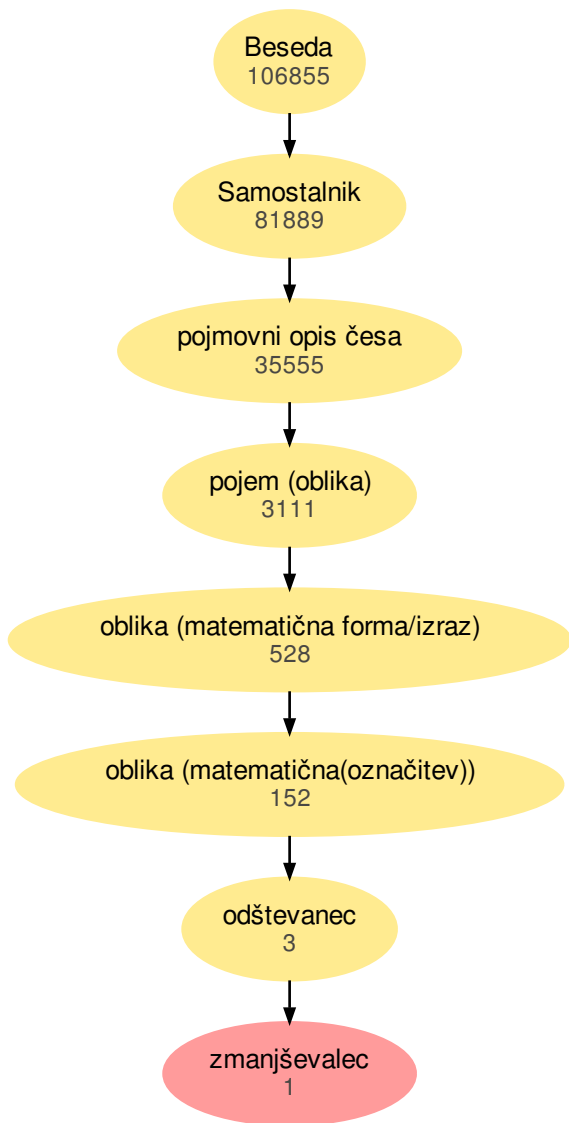 Beseda
106855
Samostalnik
81889
pojmovni opis česa
35555
pojem (oblika)
3111
oblika (matematična forma/izraz)
528
oblika (matematična(označitev))
152
odštevanec
3
zmanjševalec
1